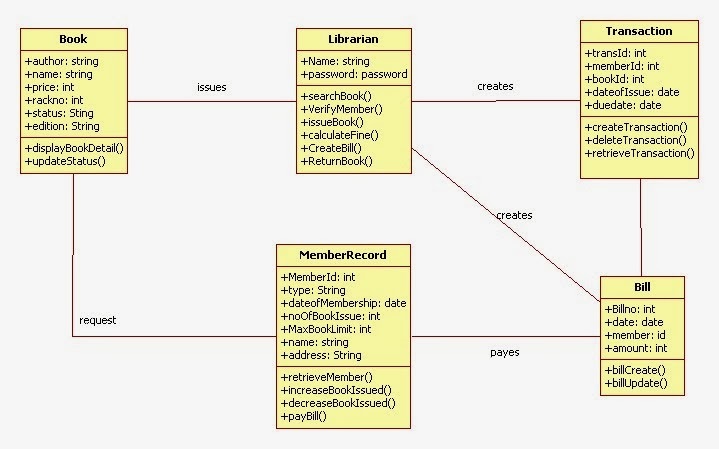 Book
+author: string
+name: string
+price: int
+rackno: int
+status: Sting
+edition: String
+displayBookDetail()
+updateStatus()
issues
Librarian
+Name: string
+password: password
+searchBook()
+VerifyMember()
+issueBook()
+calculateFine()
+CreateBill()
+ReturnBook()
creates
Transaction
+transId: int
+memberId: int
+bookId: int
+dateofIssue: date
+duedate: date
+createTransaction()
+deleteTransaction()
+retrieveTransaction()
creates
request
MemberRecord
+MemberId: int
+type: String
+dateofMembership: date
+noOfBookIssue: int
+MaxBookLimit: int
+name: string
+address: String
+retrieveMember()
+increaseBookIssued()
+decreaseBookIssued()
+payBill()
payes
Bill
+Billno: int
+date: date
+member: id
+amount: int
+billCreate()
+billUpdate()